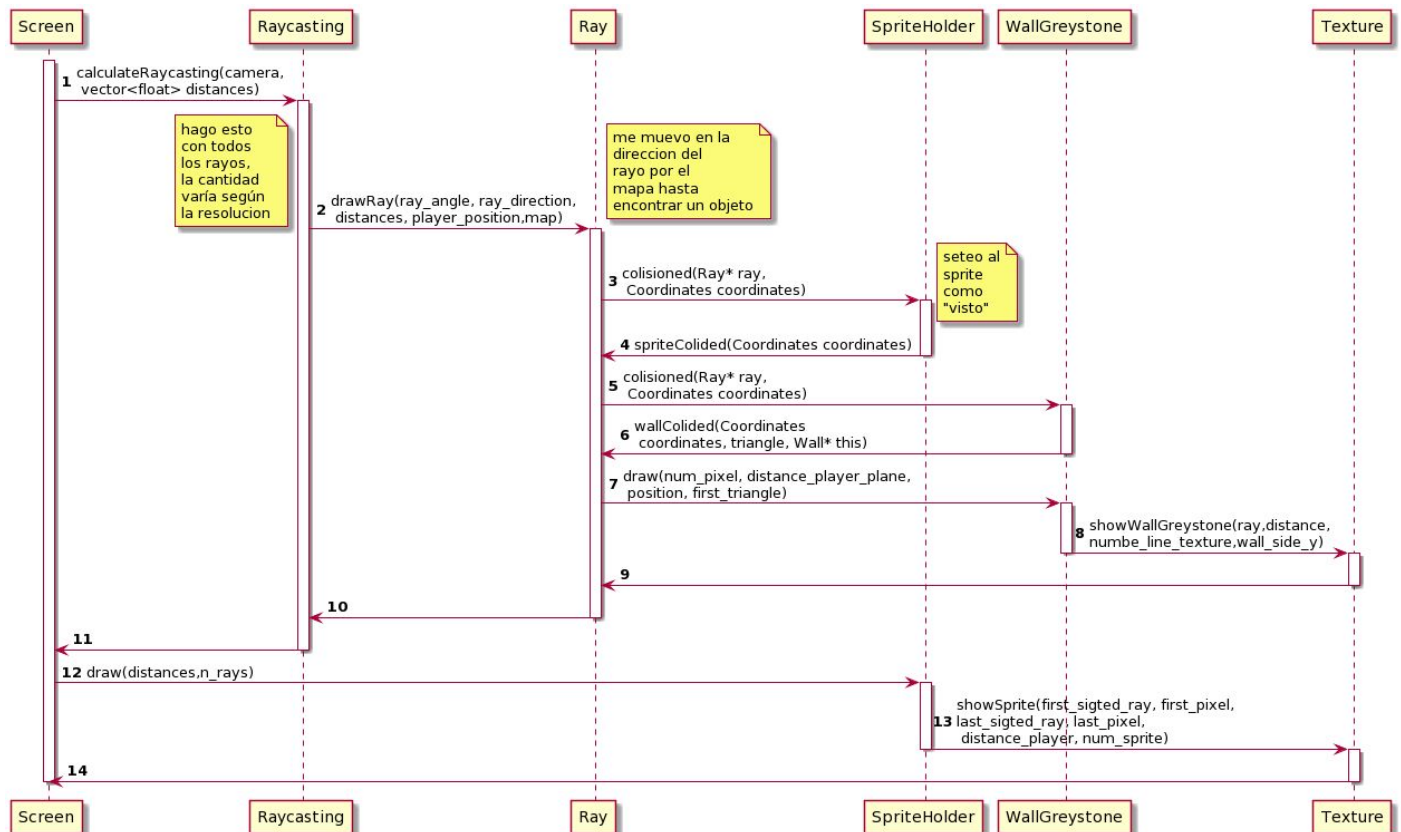 Screen
Raycasting
Ray
SpriteHolder
WallGreystone
Texture
1 calculateRaycasting(camera,
vector<float> distances)
hago esto
con todos
los rayos,
la cantidad
varía según
la resolucion
me muevo en la
direccion del
rayo por el
mapa hasta
encontrar un objeto
2 drawRay(ray_angle, ray_direction,
distances, player_position,map)
seteo al
sprite
como
"visto"
3 colisioned(Ray* ray,
Coordinates coordinates)
4 spriteColided(Coordinates coordinates)
5 colisioned(Ray* ray,
Coordinates coordinates)
6 wallColided(Coordinates
coordinates, triangle, Wall* this)
7 draw(num_pixel, distance_player_plane,
position, first_triangle)
8 showWallGreystone(ray,distance,
numbe_line_texture,wall_side_y)
9
10
11
12 draw(distances,n_rays)
13 showSprite(first_sigted_ray, first_pixel,
last_sigted_ray, last_pixel,
distance_player, num_sprite)
14
Screen
Raycasting
Ray
SpriteHolder
WallGreystone
Texture